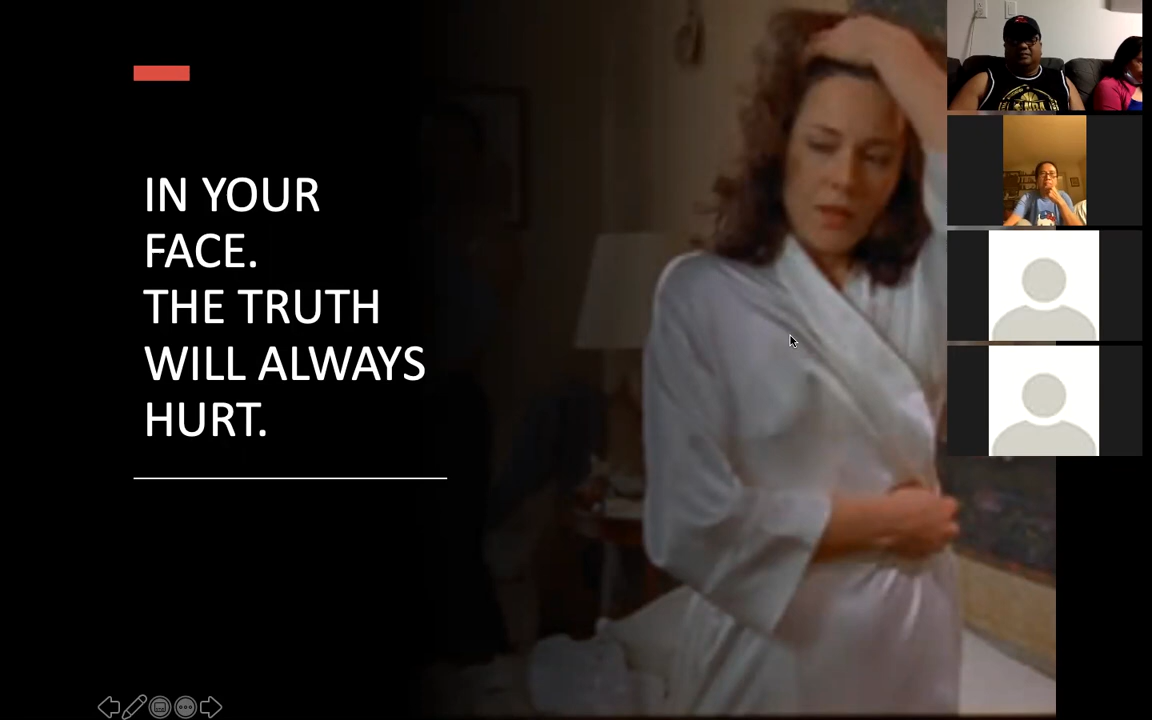 IN YOUR
FACE.
THE TRUTH
WILL ALWAYS
HURT.